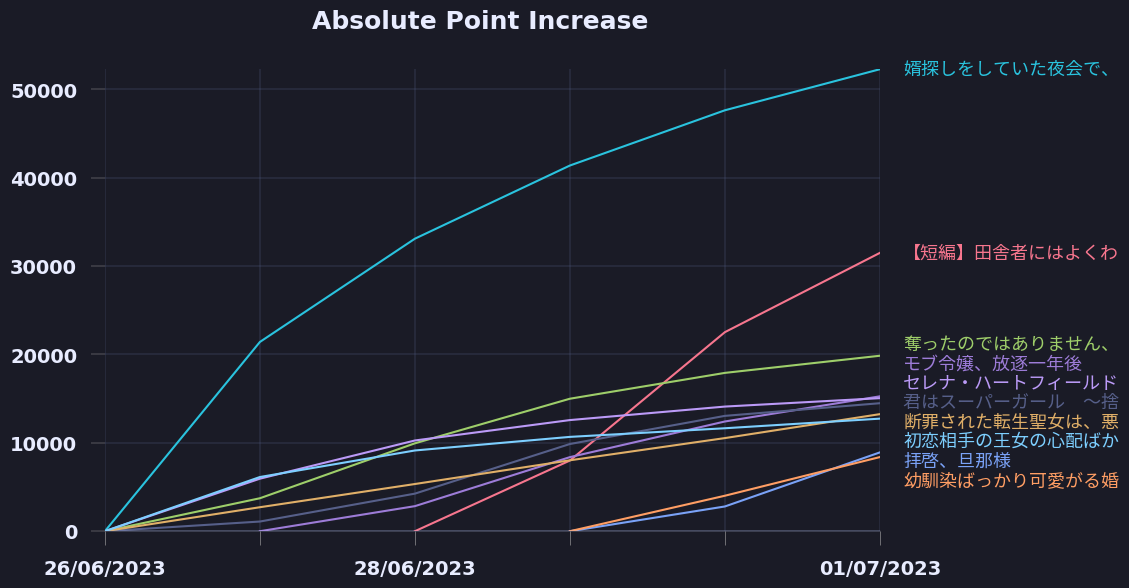 Absolute Point Increase
50000
40000
30000
20000
10000
0
26/06/2023
28/06/2023
01/07/2023
婿探しをしていた夜会で、
【短編】田舎者にはよくわ
奪ったのではありません、
モブ令嬢、放逐一年後
セレナ・ハートフィールド
君はスーパーガール　～捨
断罪された転生聖女は、悪
初恋相手の王女の心配ばか
拝啓、旦那様
幼馴染ばっかり可愛がる婚